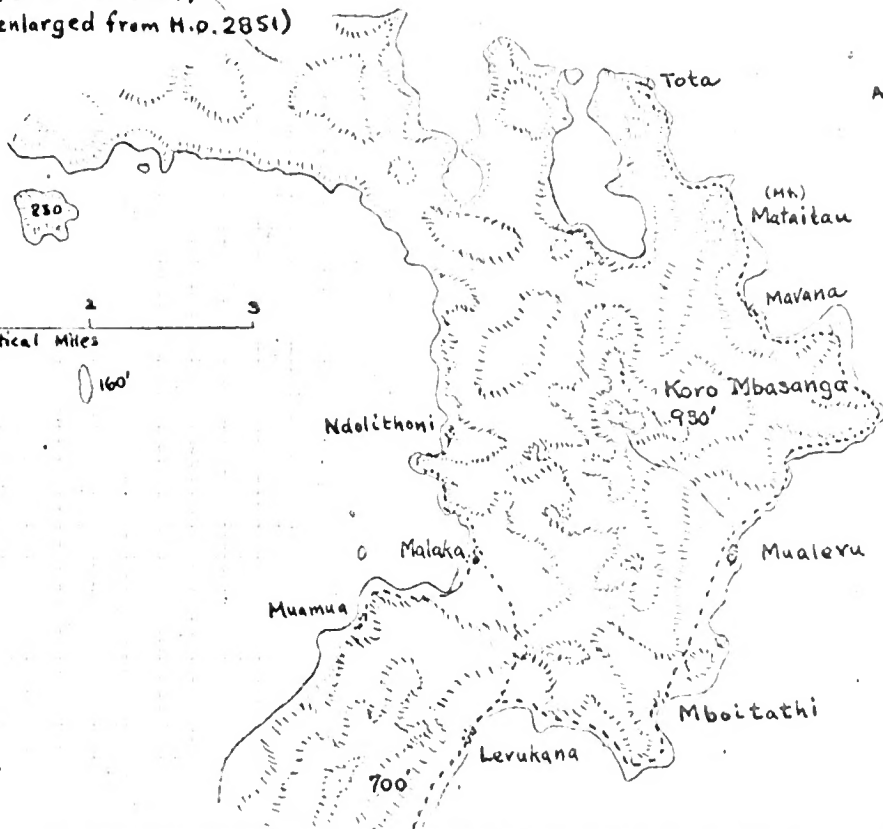 enlarged from H.O.2851)
Tota
A
(Mh)
Mataitau
230
Mavana
2 3
tical Miles
160'
Koro Mbasanga
930'
Ndolithoni
Malaka
Mualevu
Muamua
Mboitathi
Levukana
700